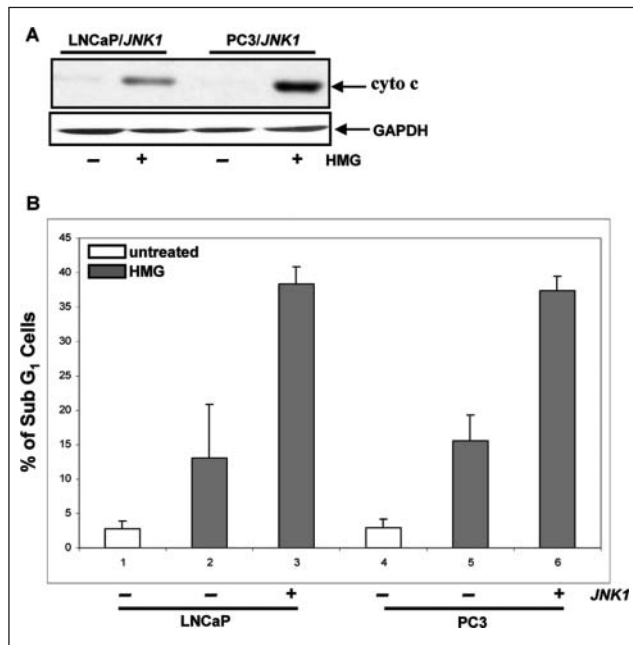 A
LNCaP/JNK1 PC3/JNK1
cyto c
GAPDH
– + – + HMG
B
45
40
35
30
25
20
15
10
5
0
% of Sub G1 Cells
untreated
HMG
1 2 3 4 5 6
– – + – – + JNK1
LNCaP PC3